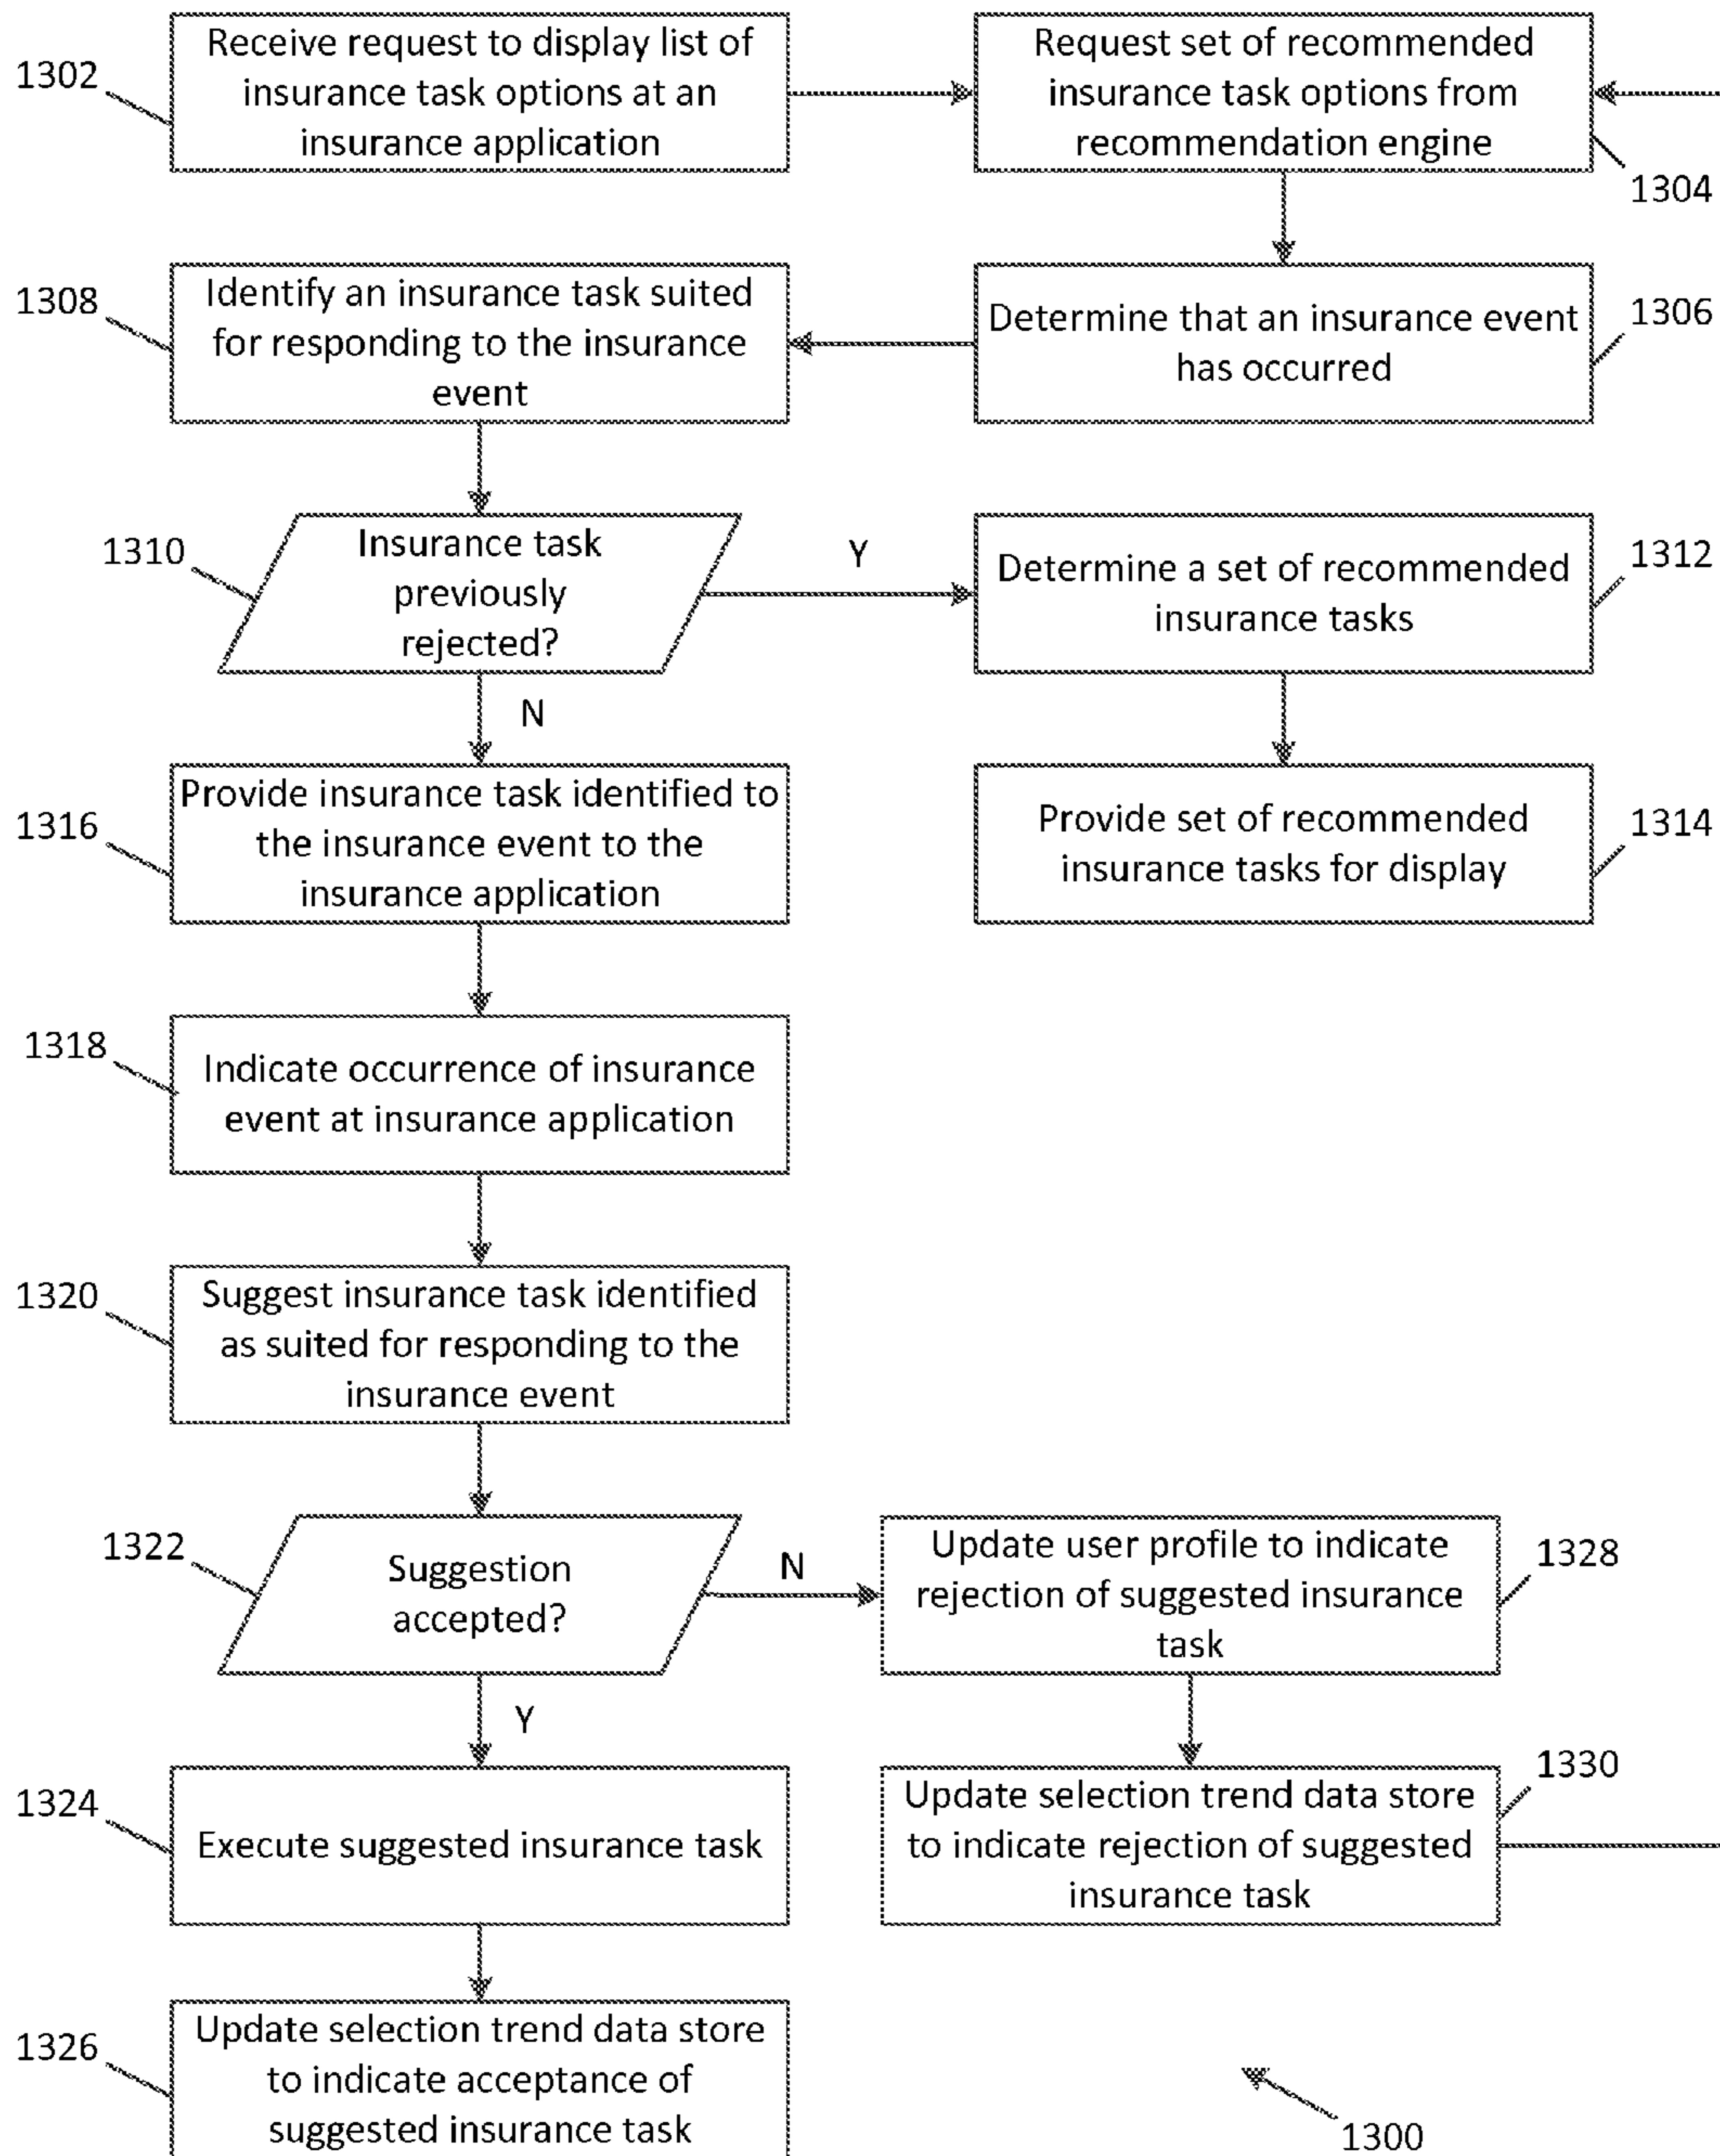 1302
Receive request to display list of
insurance task options at an
insurance application
Request set of recommended
insurance task options from
recommendation engine
1304
1308
Identify an insurance task suited
for responding to the insurance
event
Determine that an insurance event
has occurred
1306
1310
Insurance task
previously
rejected?
Y
Determine a set of recommended
insurance tasks
1312
N
1316
Provide insurance task identified to
the insurance event to the
insurance application
Provide set of recommended
insurance tasks for display
1314
1318
Indicate occurrence of insurance
event at insurance application
1320
Suggest insurance task identified
as suited for responding to the
insurance event
1322
Suggestion
accepted?
N
Update user profile to indicate
rejection of suggested insurance
task
1328
Y
1324
Execute suggested insurance task
Update selection trend data store
to indicate rejection of suggested
insurance task
1330
1326
Update selection trend data store
to indicate acceptance of
suggested insurance task
1300